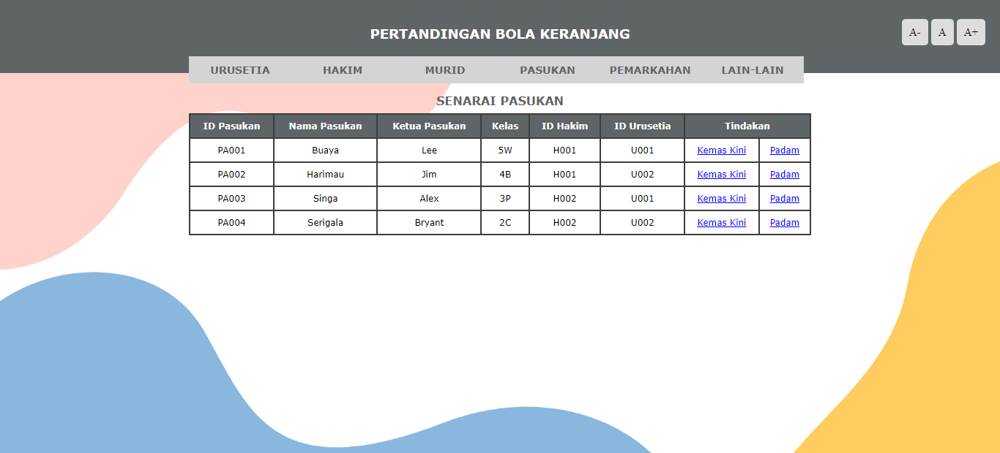 PERTANDINGAN BOLA KERANJANG
A- A A+
URUSETIA HAKIM MURID PASUKAN PEMARKAHAN LAIN-LAIN
SENARAI PASUKAN
ID Pasukan Nama Pasukan Ketua Pasukan Kelas ID Hakim ID Urusetia Tindakan
PA001 Buaya Lee 5W H001 U001 Kemas Kini Padam
PA002 Harimau Jim 4B H001 U002 Kemas Kini Padam
PA003 Singa Alex 3P H002 U001 Kemas Kini Padam
PA004 Serigala Bryant 2C H002 U002 Kemas Kini Padam